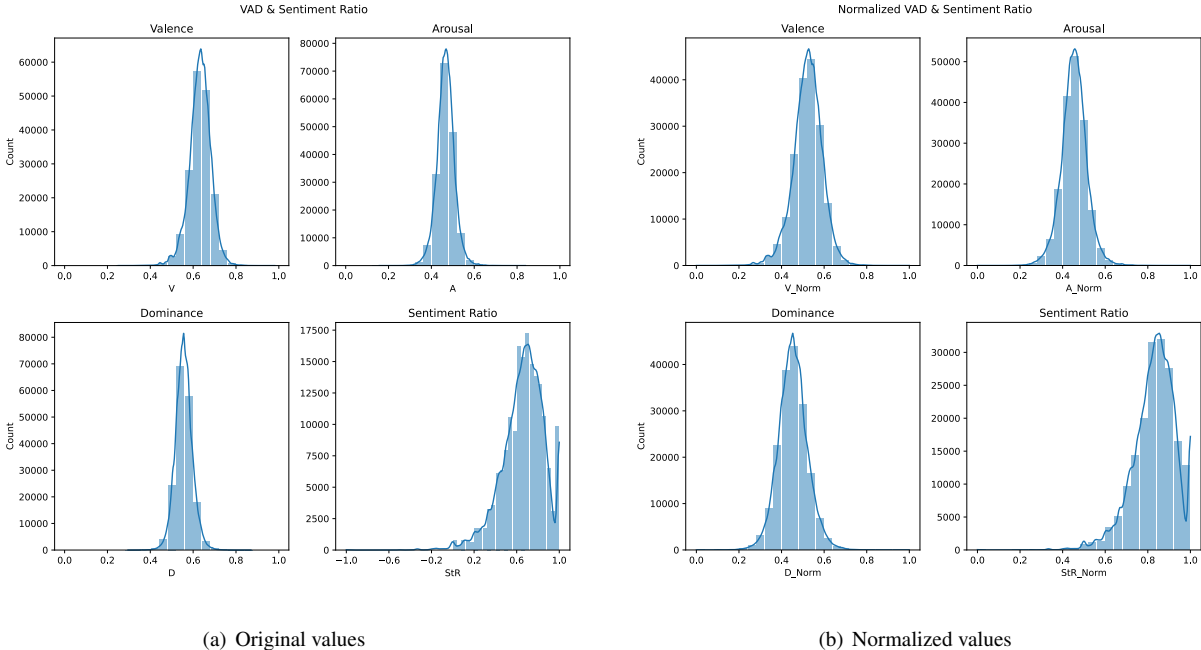 VAD & Sentiment Ratio
Valence
Arousal
60000
50000
40000
30000
20000
10000
0
Count
0.0 0.2 0.4 0.6 0.8 1.0
V
80000
70000
60000
50000
40000
30000
20000
10000
0
0.0 0.2 0.4 0.6 0.8 1.0
A
Dominance
Sentiment Ratio
80000
70000
60000
50000
40000
30000
20000
10000
0
Count
0.0 0.2 0.4 0.6 0.8 1.0
D
17500
15000
12500
10000
7500
5000
2500
0
−1.0 −0.6 −0.2 0.2 0.6 1.0
StR
(a) Original values
Normalized VAD & Sentiment Ratio
Valence
Arousal
40000
30000
20000
10000
0
Count
0.0 0.2 0.4 0.6 0.8 1.0
V_Norm
50000
40000
30000
20000
10000
0
0.0 0.2 0.4 0.6 0.8 1.0
A_Norm
Dominance
Sentiment Ratio
40000
30000
20000
10000
0
Count
0.0 0.2 0.4 0.6 0.8 1.0
D_Norm
30000
25000
20000
15000
10000
5000
0
0.0 0.2 0.4 0.6 0.8 1.0
StR_Norm
(b) Normalized values